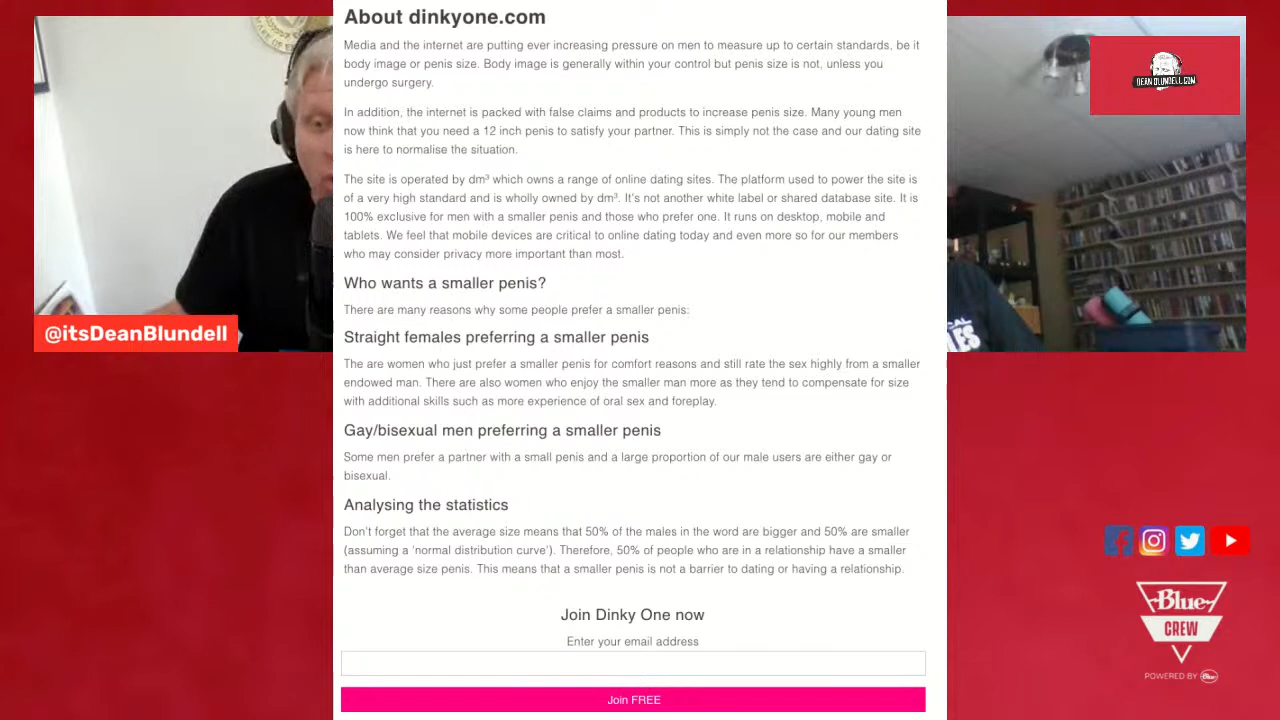 About dinkyone.com
Media and the internet are putting ever increasing pressure on men to measure up to certain standards, be it
body image or penis size. Body image is generally within your control but penis size is not, unless you
undergo surgery.
In addition, the internet is packed with false claims and products to increase penis size. Many young men
now think that you need a 12 inch penis to satisfy your partner. This is simply not the case and our dating site
is here to normalise the situation.
The site is operated by dm³ which owns a range of online dating sites. The platform used to power the site is
of a very high standard and is wholly owned by dm³. It's not another white label or shared database site. It is
100% exclusive for men with a smaller penis and those who prefer one. It runs on desktop, mobile and
tablets. We feel that mobile devices are critical to online dating today and even more so for our members
who may consider privacy more important than most.
Who wants a smaller penis?
There are many reasons why some people prefer a smaller penis:
Straight females preferring a smaller penis
The are women who just prefer a smaller penis for comfort reasons and still rate the sex highly from a smaller
endowed man. There are also women who enjoy the smaller man more as they tend to compensate for size
with additional skills such as more experience of oral sex and foreplay.
Gay/bisexual men preferring a smaller penis
Some men prefer a partner with a small penis and a large proportion of our male users are either gay or
bisexual.
Analysing the statistics
Don't forget that the average size means that 50% of the males in the word are bigger and 50% are smaller
(assuming a 'normal distribution curve'). Therefore, 50% of people who are in a relationship have a smaller
than average size penis. This means that a smaller penis is not a barrier to dating or having a relationship.
Join Dinky One now
Enter your email address
Join FREE
@itsDeanBlundell
DEAN BLUNDELL.COM
Blue
CREW
POWERED BY Blue